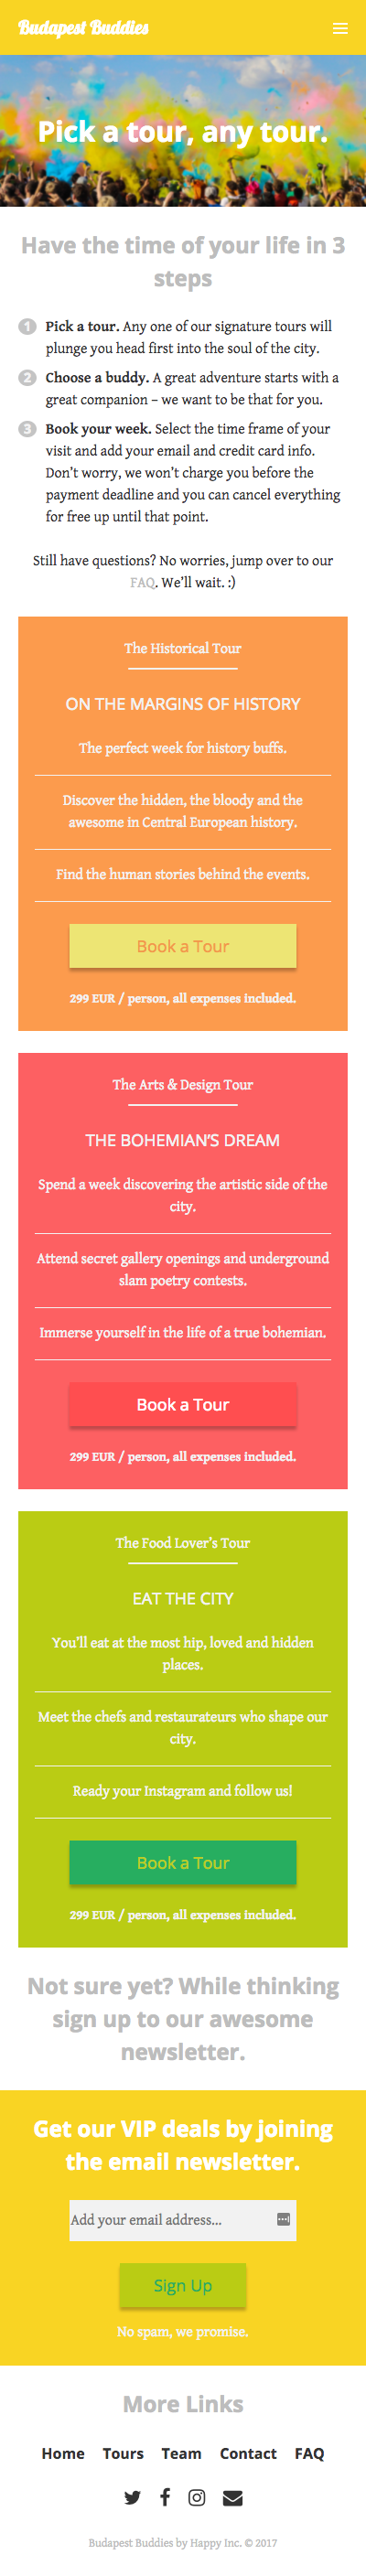 Budapest Buddies
Pick a tour, any tour.
Have the time of your life in 3
steps
1 Pick a tour. Any one of our signature tours will
plunge you head first into the soul of the city.
2 Choose a buddy. A great adventure starts with a
great companion – we want to be that for you.
3 Book your week. Select the time frame of your
visit and add your email and credit card info.
Don’t worry, we won’t charge you before the
payment deadline and you can cancel everything
for free up until that point.
Still have questions? No worries, jump over to our
FAQ. We’ll wait. :)
The Historical Tour
ON THE MARGINS OF HISTORY
The perfect week for history buffs.
Discover the hidden, the bloody and the
awesome in Central European history.
Find the human stories behind the events.
Book a Tour
299 EUR / person, all expenses included.
The Arts & Design Tour
THE BOHEMIAN’S DREAM
Spend a week discovering the artistic side of the
city.
Attend secret gallery openings and underground
slam poetry contests.
Immerse yourself in the life of a true bohemian.
Book a Tour
299 EUR / person, all expenses included.
The Food Lover’s Tour
EAT THE CITY
You’ll eat at the most hip, loved and hidden
places.
Meet the chefs and restaurateurs who shape our
city.
Ready your Instagram and follow us!
Book a Tour
299 EUR / person, all expenses included.
Not sure yet? While thinking
sign up to our awesome
newsletter.
Get our VIP deals by joining
the email newsletter.
Add your email address...
Sign Up
No spam, we promise.
More Links
Home Tours Team Contact FAQ
Budapest Buddies by Happy Inc. © 2017